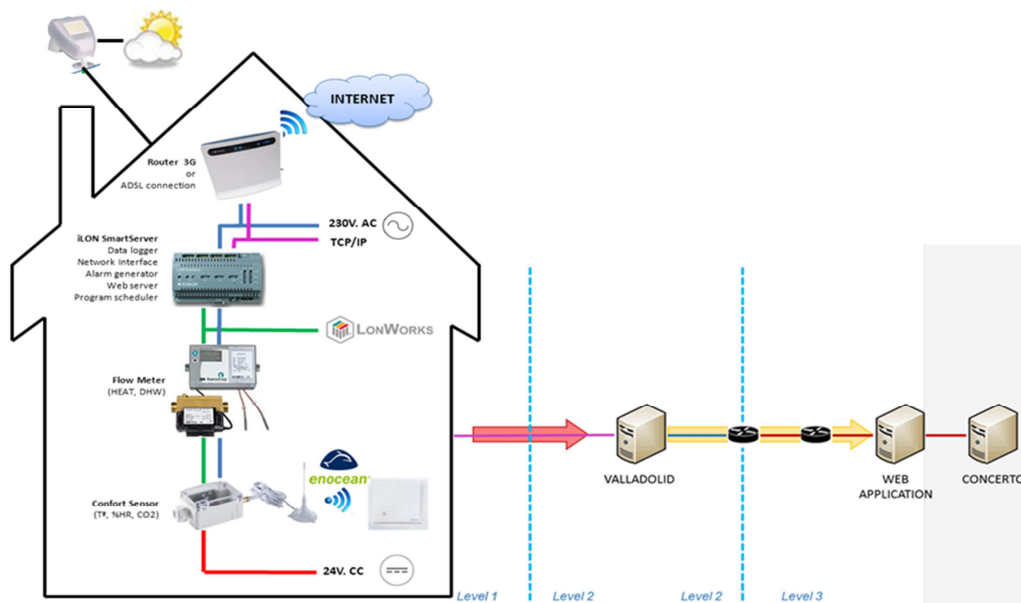 INTERNET
Router 3G
or
ADSL connection
230V. AC
TCP/IP
iLON SmartServer
Data logger
Network Interface
Alarm generator
Web server
Program scheduler
LONWORKS
Flow Meter
(HEAT, DHW)
enocean
Confort Sensor
(Tª, %HR, CO2)
24V. CC
VALLADOLID
WEB
APPLICATION
CONCERTO
Level 1
Level 2
Level 2
Level 3